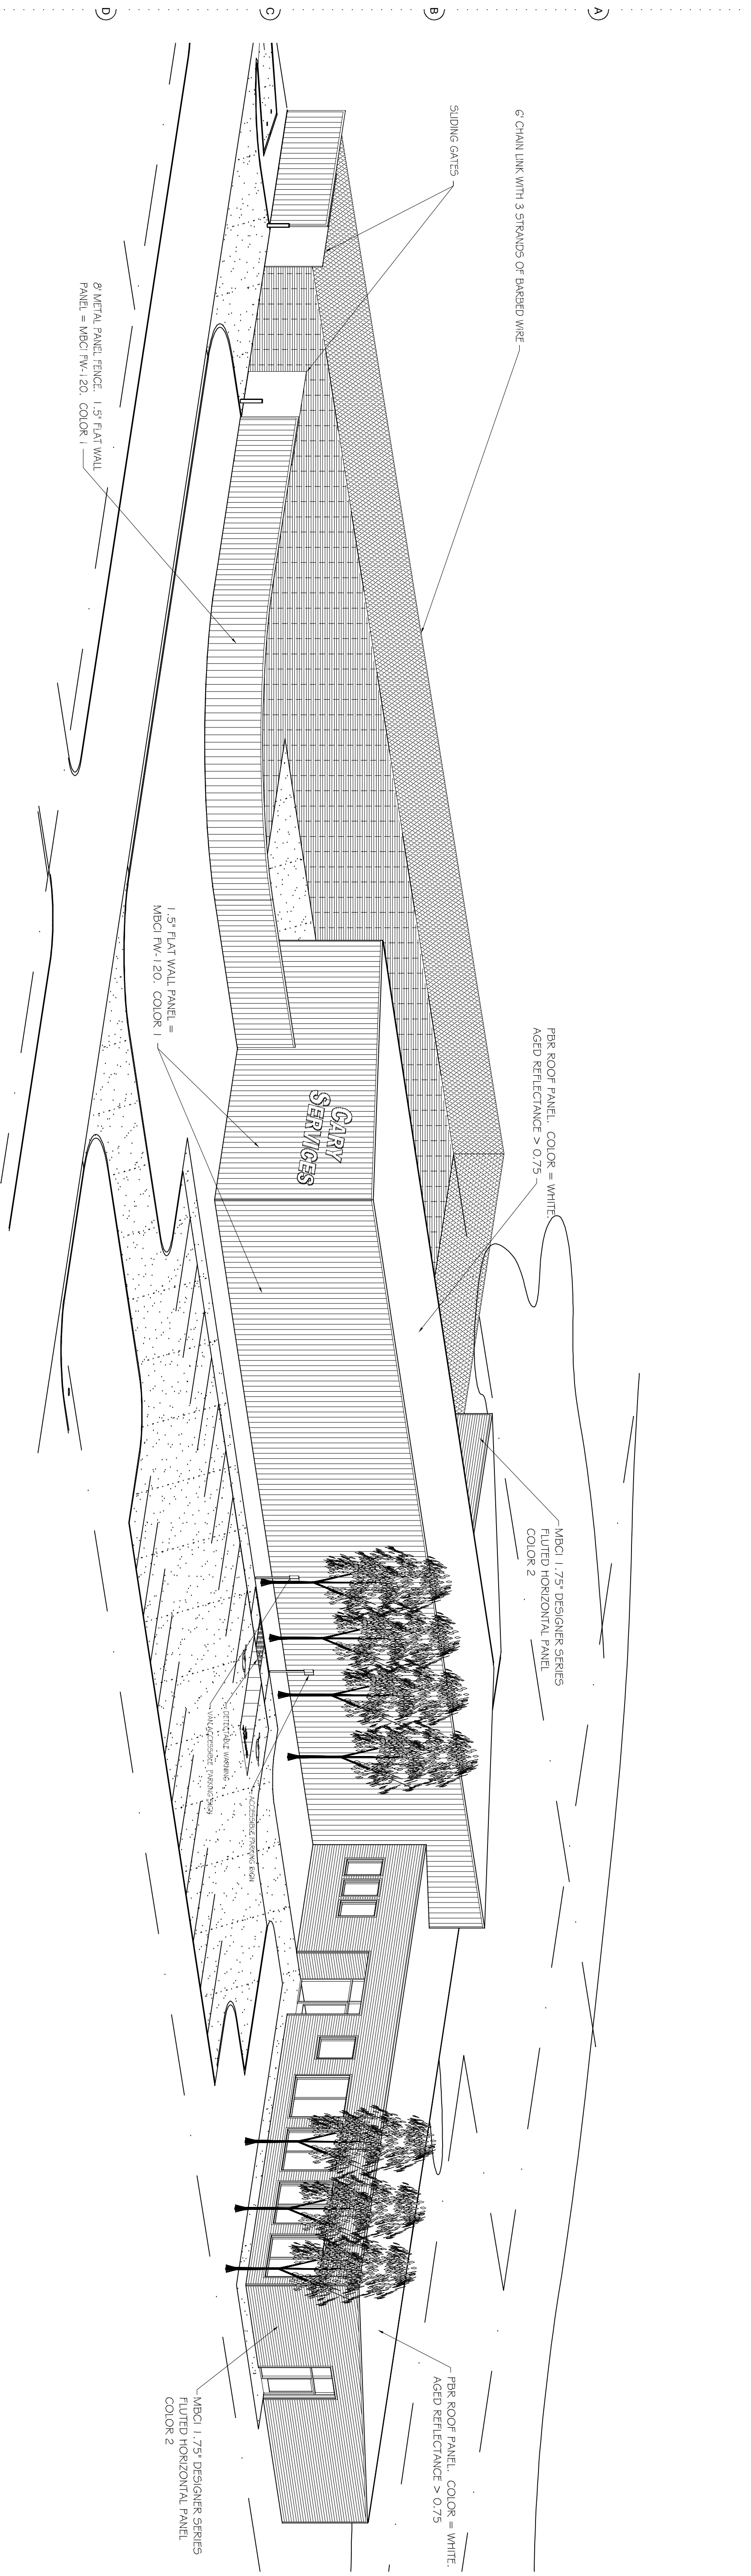 A
B
C
D
6' CHAIN LINK WITH 3 STRANDS OF BARBED WIRE
SLIDING GATES
8' METAL PANEL FENCE. 1.5" FLAT WALL
PANEL = MBCI FW-120. COLOR 1
PBR ROOF PANEL. COLOR = WHITE.
AGED REFLECTANCE > 0.75
1.5" FLAT WALL PANEL =
MBCI FW-120. COLOR 1
CARY
SERVICES
MBCI 1.75" DESIGNER SERIES
FLUTED HORIZONTAL PANEL
COLOR 2
ACCESSIBLE PARKING SIGN
DETECTABLE WARNING
VAN ACCESSIBLE PARKING SIGN
PBR ROOF PANEL. COLOR = WHITE.
AGED REFLECTANCE > 0.75
MBCI 1.75" DESIGNER SERIES
FLUTED HORIZONTAL PANEL
COLOR 2